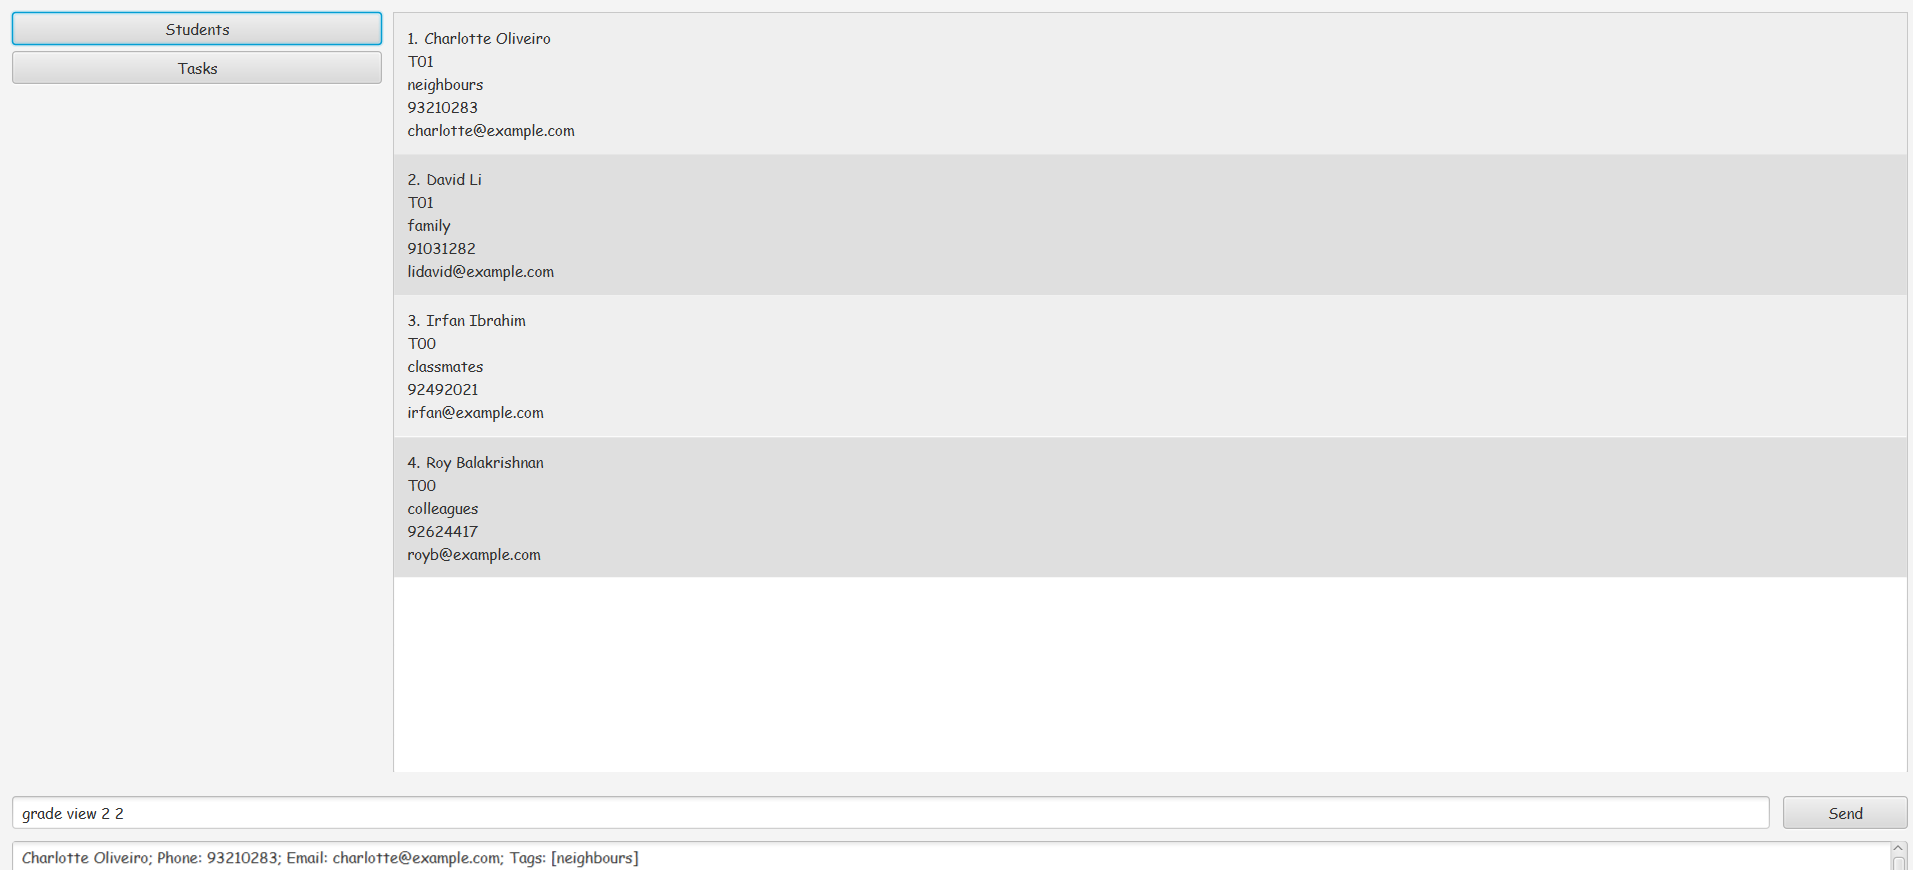 Students
Tasks
1. Charlotte Oliveiro
T01
neighbours
93210283
charlotte@example.com
2. David Li
T01
family
91031282
lidavid@example.com
3. Irfan Ibrahim
T00
classmates
92492021
irfan@example.com
4. Roy Balakrishnan
T00
colleagues
92624417
royb@example.com
grade view 2 2
Send
Charlotte Oliveiro; Phone: 93210283; Email: charlotte@example.com; Tags: [neighbours]